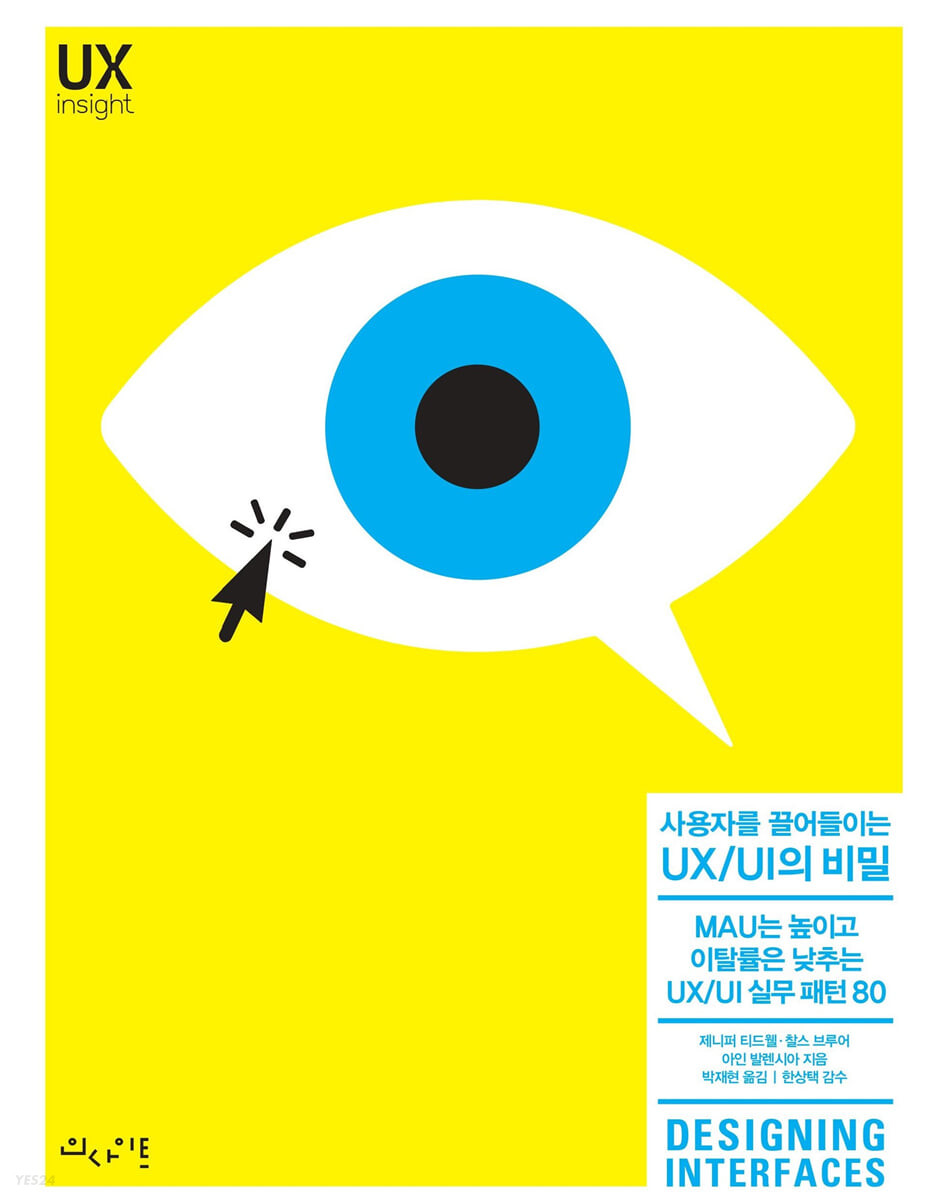 UX
insight
사용자를 끌어들이는
UX/UI의 비밀
MAU는 높이고
이탈률은 낮추는
UX/UI 실무 패턴 80
제니퍼 티드웰·찰스 브루어
아인 발렌시아 지음
박재현 옮김 | 한상택 감수
DESIGNING
INTERFACES
인사이트
YES24